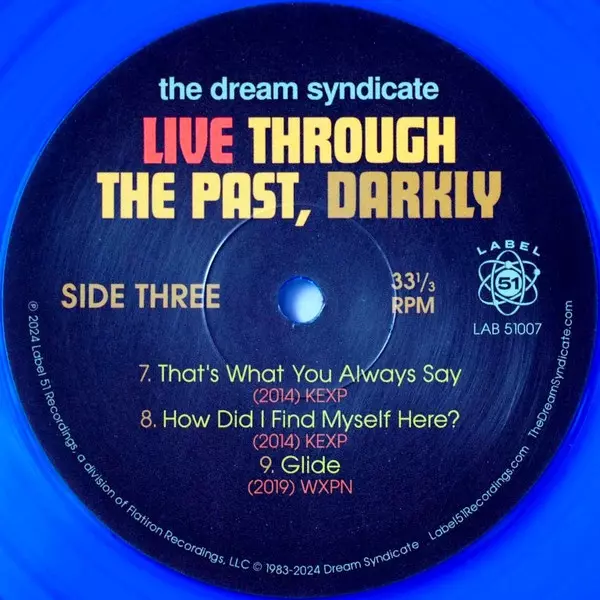 the dream syndicate
LIVE THROUGH
THE PAST, DARKLY
LABEL
51
LAB 51007
SIDE THREE
33⅓
RPM
7. That's What You Always Say
(2014) KEXP
8. How Did I Find Myself Here?
(2014) KEXP
9. Glide
(2019) WXPN
℗ 2024 Label 51 Recordings, a division of Flatiron Recordings, LLC © 1983-2024 Dream Syndicate
Label51Recordings.com
TheDreamSyndicate.com